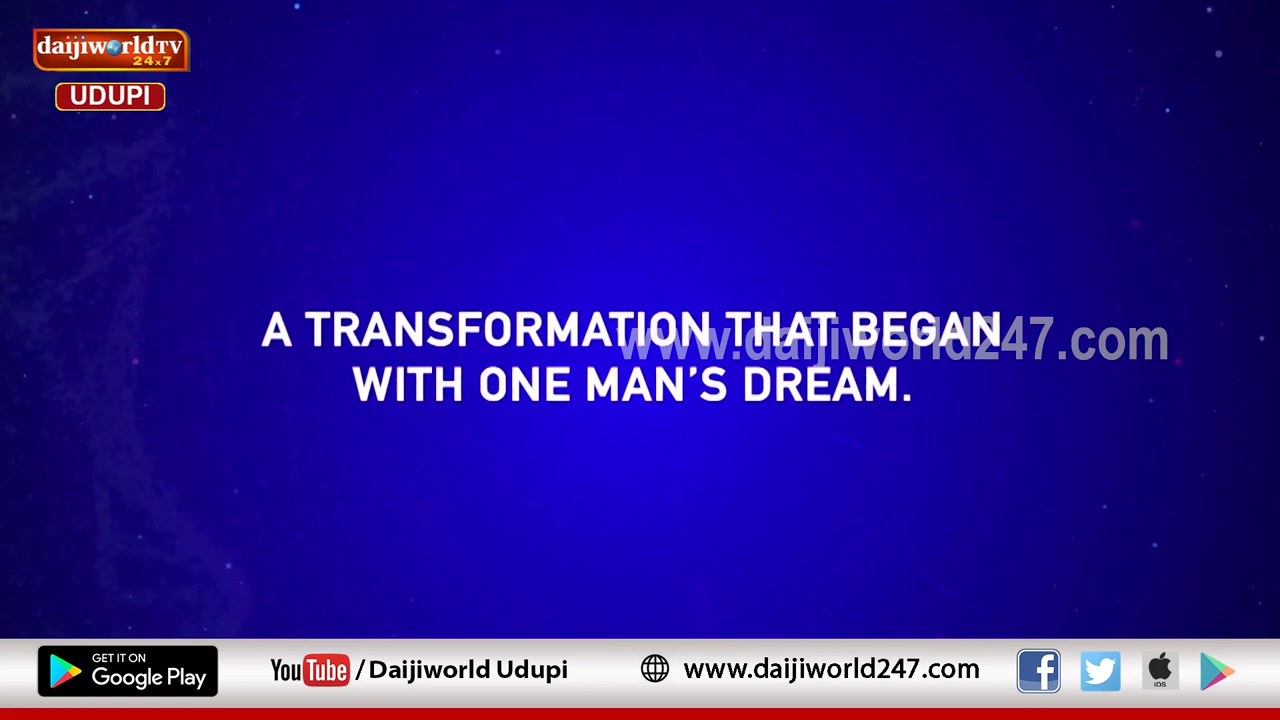 daijiworldTV
24x7
UDUPI
A TRANSFORMATION THAT BEGAN
www.daijiworld247.com
WITH ONE MAN’S DREAM.
GET IT ON
Google Play
YouTube / Daijiworld Udupi
www.daijiworld247.com
iOS